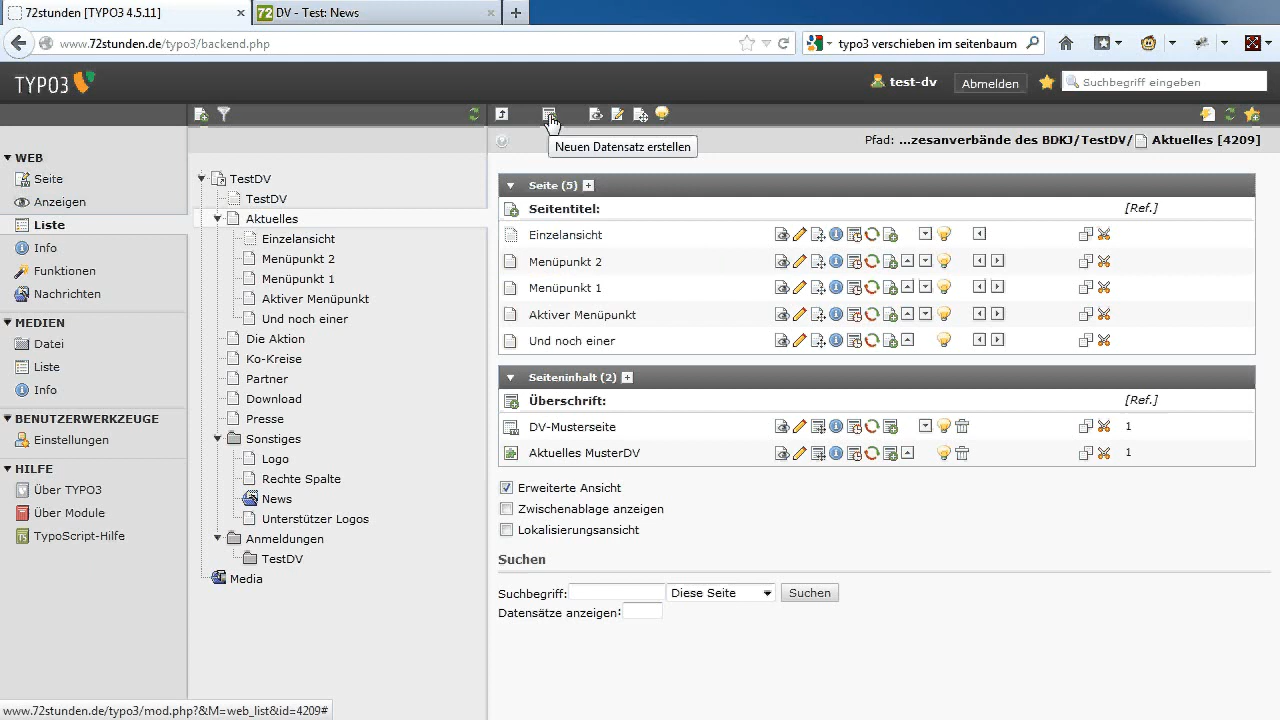 72stunden [TYPO3 4.5.11]
72 DV - Test: News
www.72stunden.de/typo3/backend.php
typo3 verschieben im seitenbaum
TYPO3
test-dv
Abmelden
Suchbegriff eingeben
Neuen Datensatz erstellen
Pfad: ...zesanverbände des BDKJ/TestDV/ Aktuelles [4209]
WEB
Seite
Anzeigen
Liste
Info
Funktionen
Nachrichten
MEDIEN
Datei
Liste
Info
BENUTZERWERKZEUGE
Einstellungen
HILFE
Über TYPO3
Über Module
TypoScript-Hilfe
TestDV
TestDV
Aktuelles
Einzelansicht
Menüpunkt 2
Menüpunkt 1
Aktiver Menüpunkt
Und noch einer
Die Aktion
Ko-Kreise
Partner
Download
Presse
Sonstiges
Logo
Rechte Spalte
News
Unterstützer Logos
Anmeldungen
TestDV
Media
Seite (5)
Seitentitel: [Ref.]
Einzelansicht
Menüpunkt 2
Menüpunkt 1
Aktiver Menüpunkt
Und noch einer
Seiteninhalt (2)
Überschrift: [Ref.]
DV-Musterseite 1
Aktuelles MusterDV 1
Erweiterte Ansicht
Zwischenablage anzeigen
Lokalisierungsansicht
Suchen
Suchbegriff: Diese Seite Suchen
Datensätze anzeigen:
www.72stunden.de/typo3/mod.php?&M=web_list&id=4209#